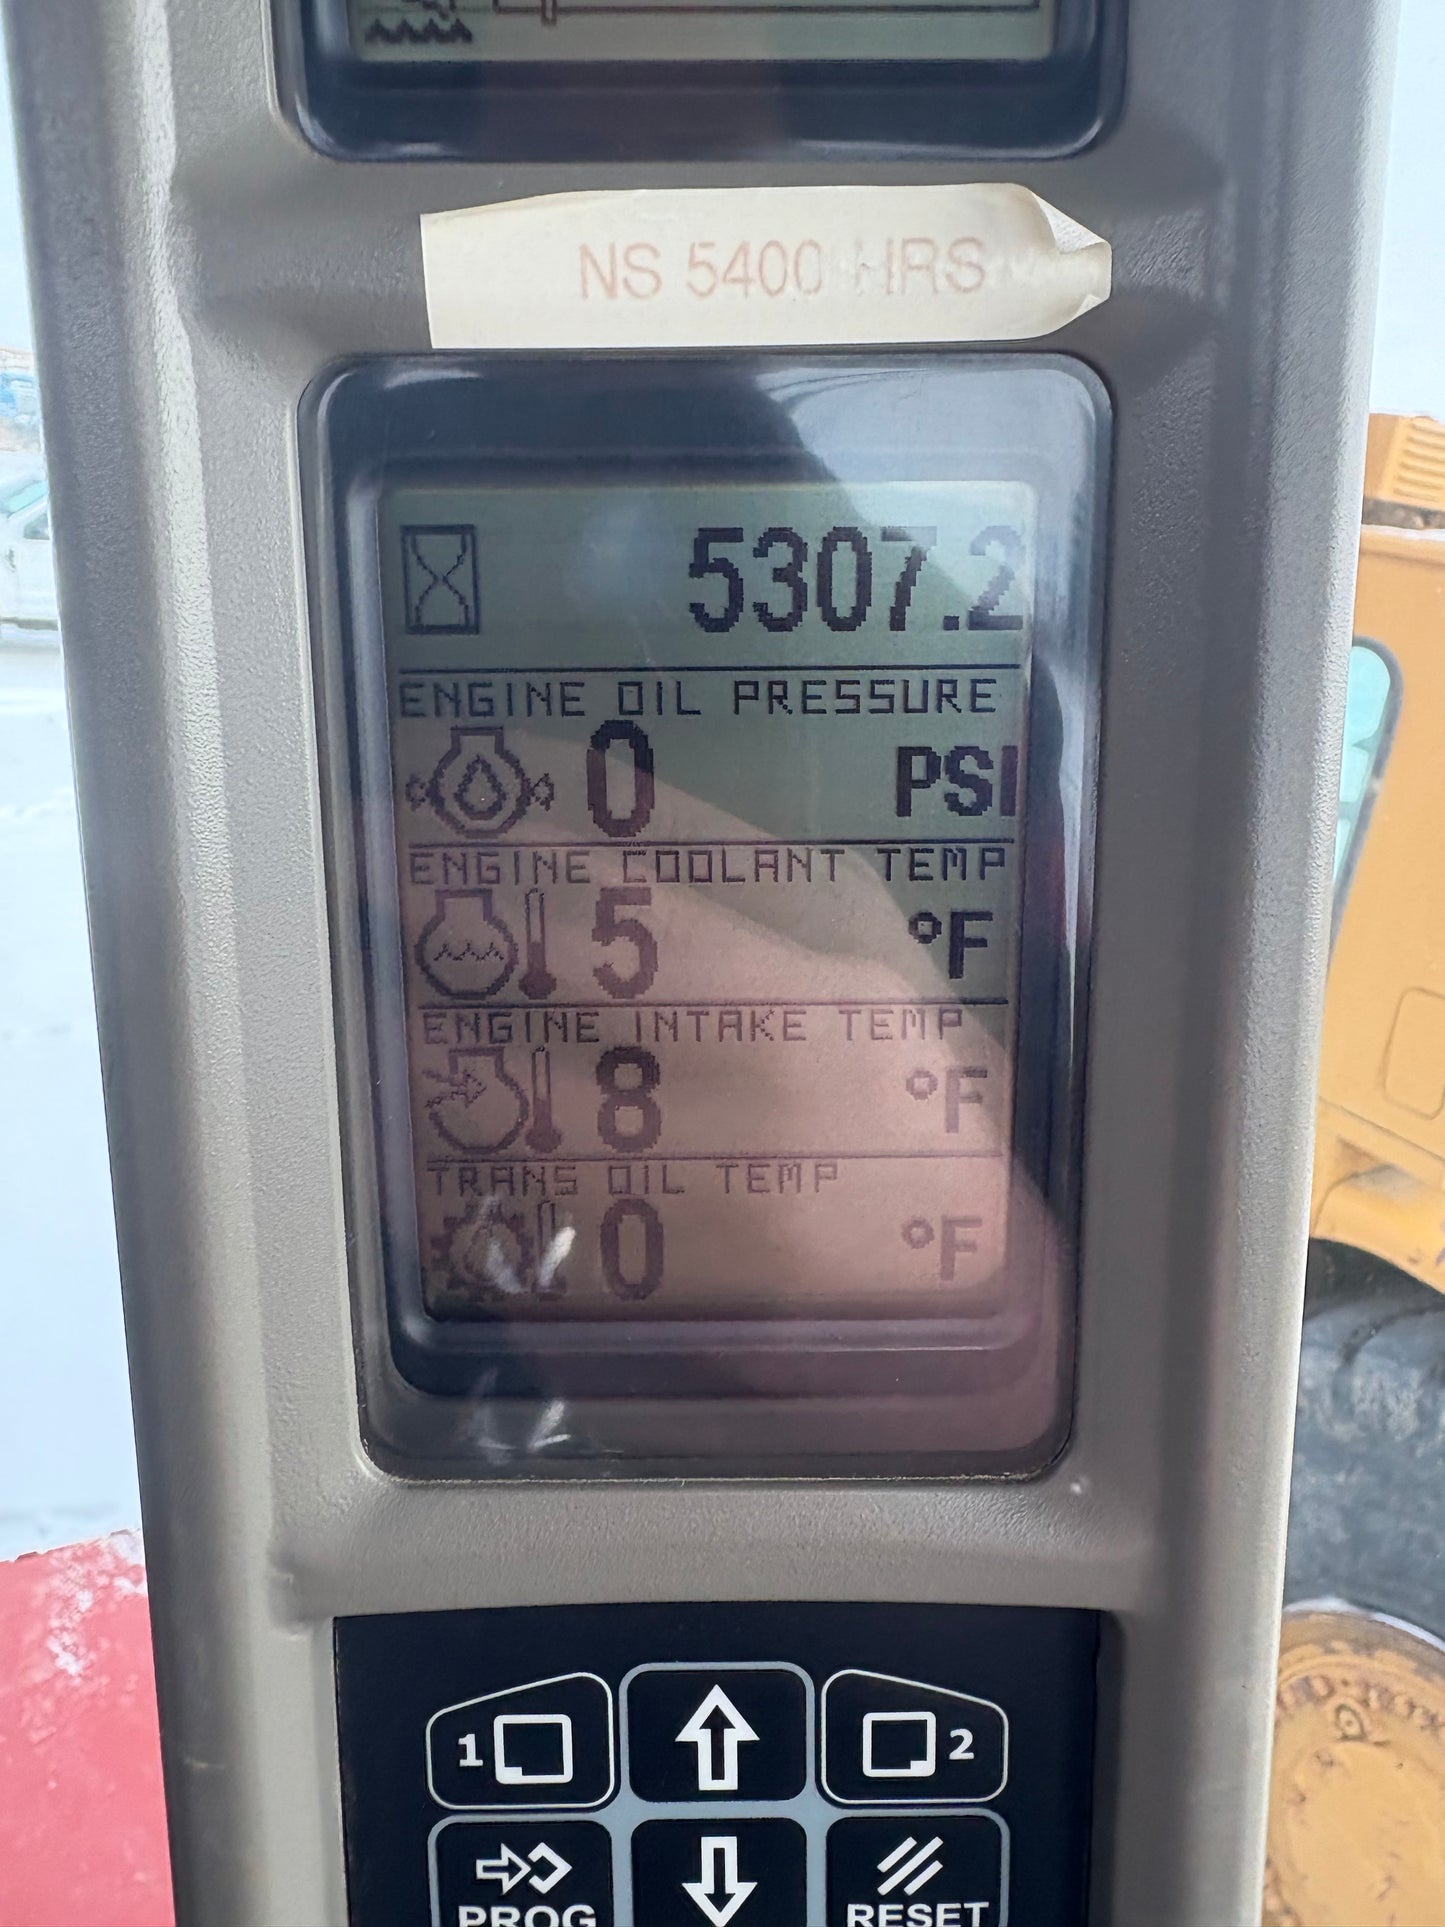 NS 5400 HRS
5307.2
ENGINE OIL PRESSURE
0 PSI
ENGINE COOLANT TEMP
5 °F
ENGINE INTAKE TEMP
8 °F
TRANS OIL TEMP
0 °F
1 2
PROG RESET